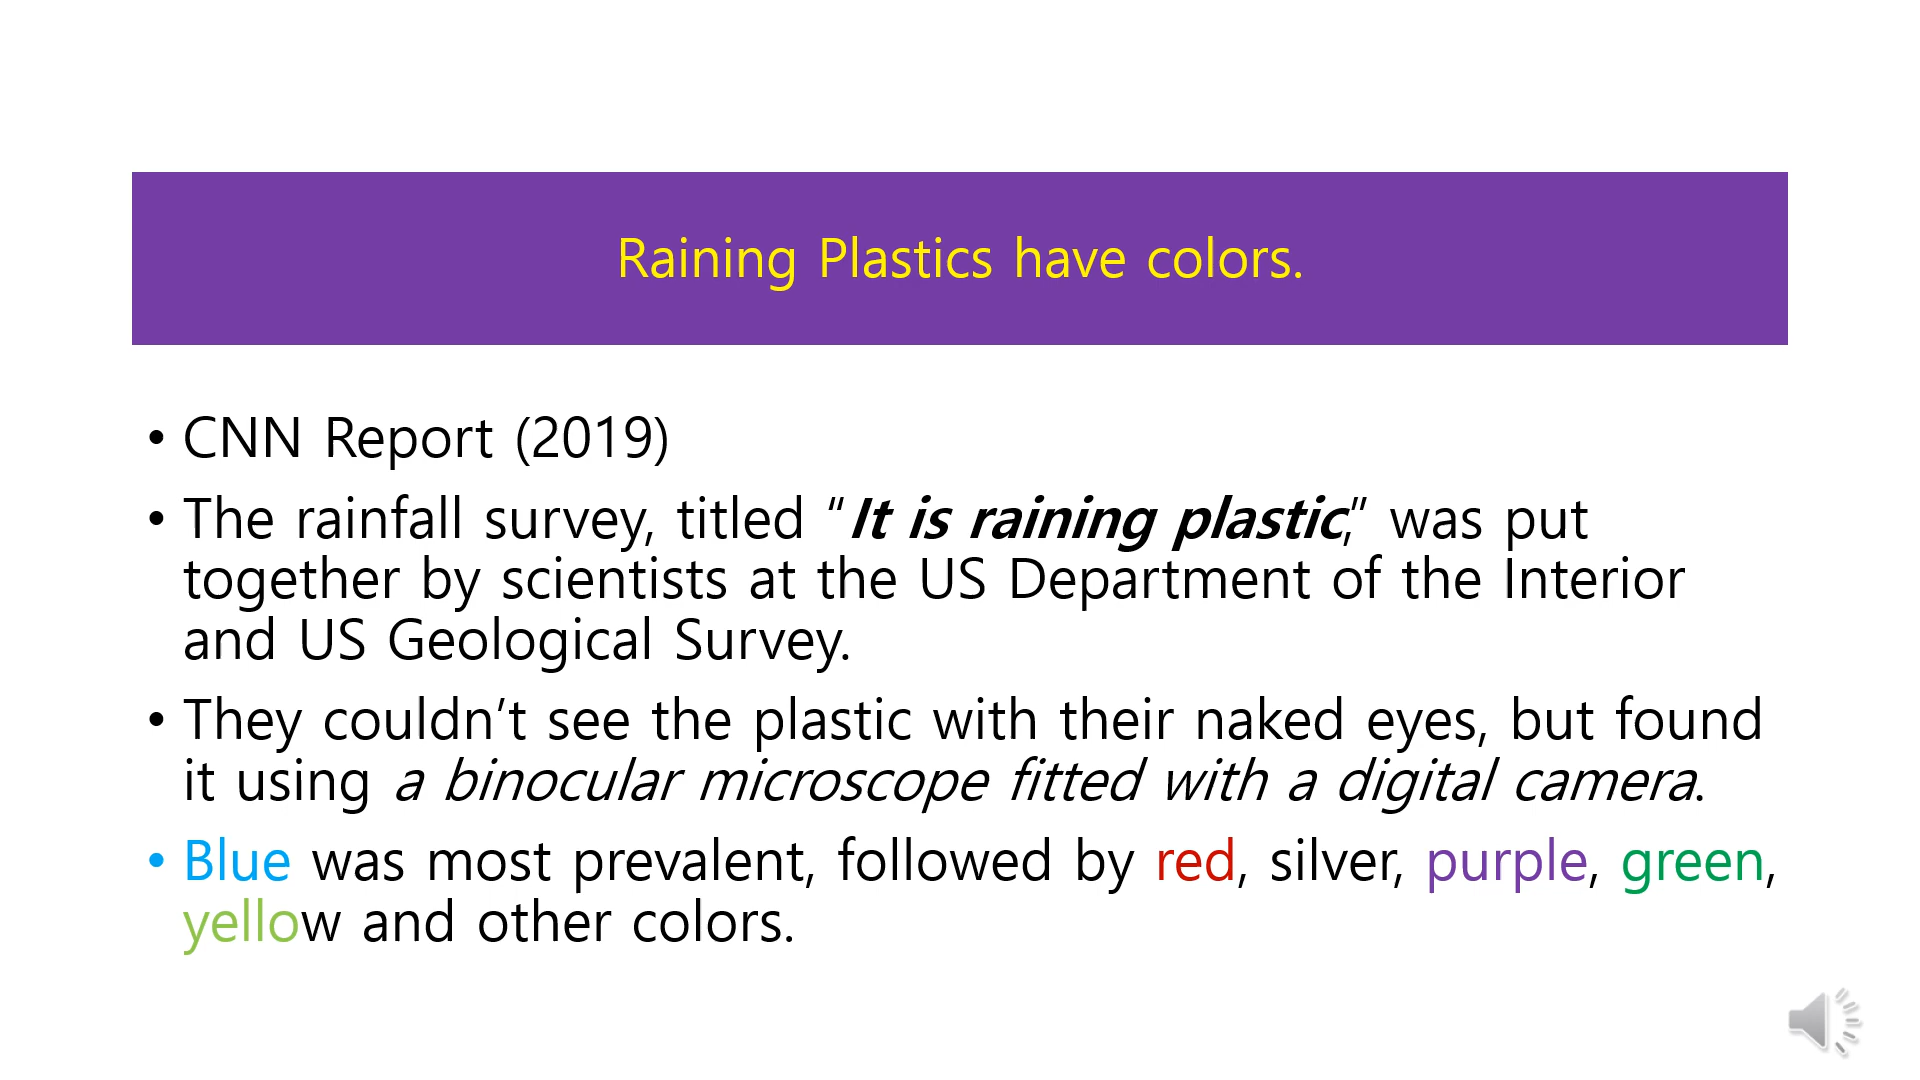 Raining Plastics have colors.
• CNN Report (2019)
• The rainfall survey, titled “It is raining plastic,” was put
together by scientists at the US Department of the Interior
and US Geological Survey.
• They couldn’t see the plastic with their naked eyes, but found
it using a binocular microscope fitted with a digital camera.
• Blue was most prevalent, followed by red, silver, purple, green,
yellow and other colors.